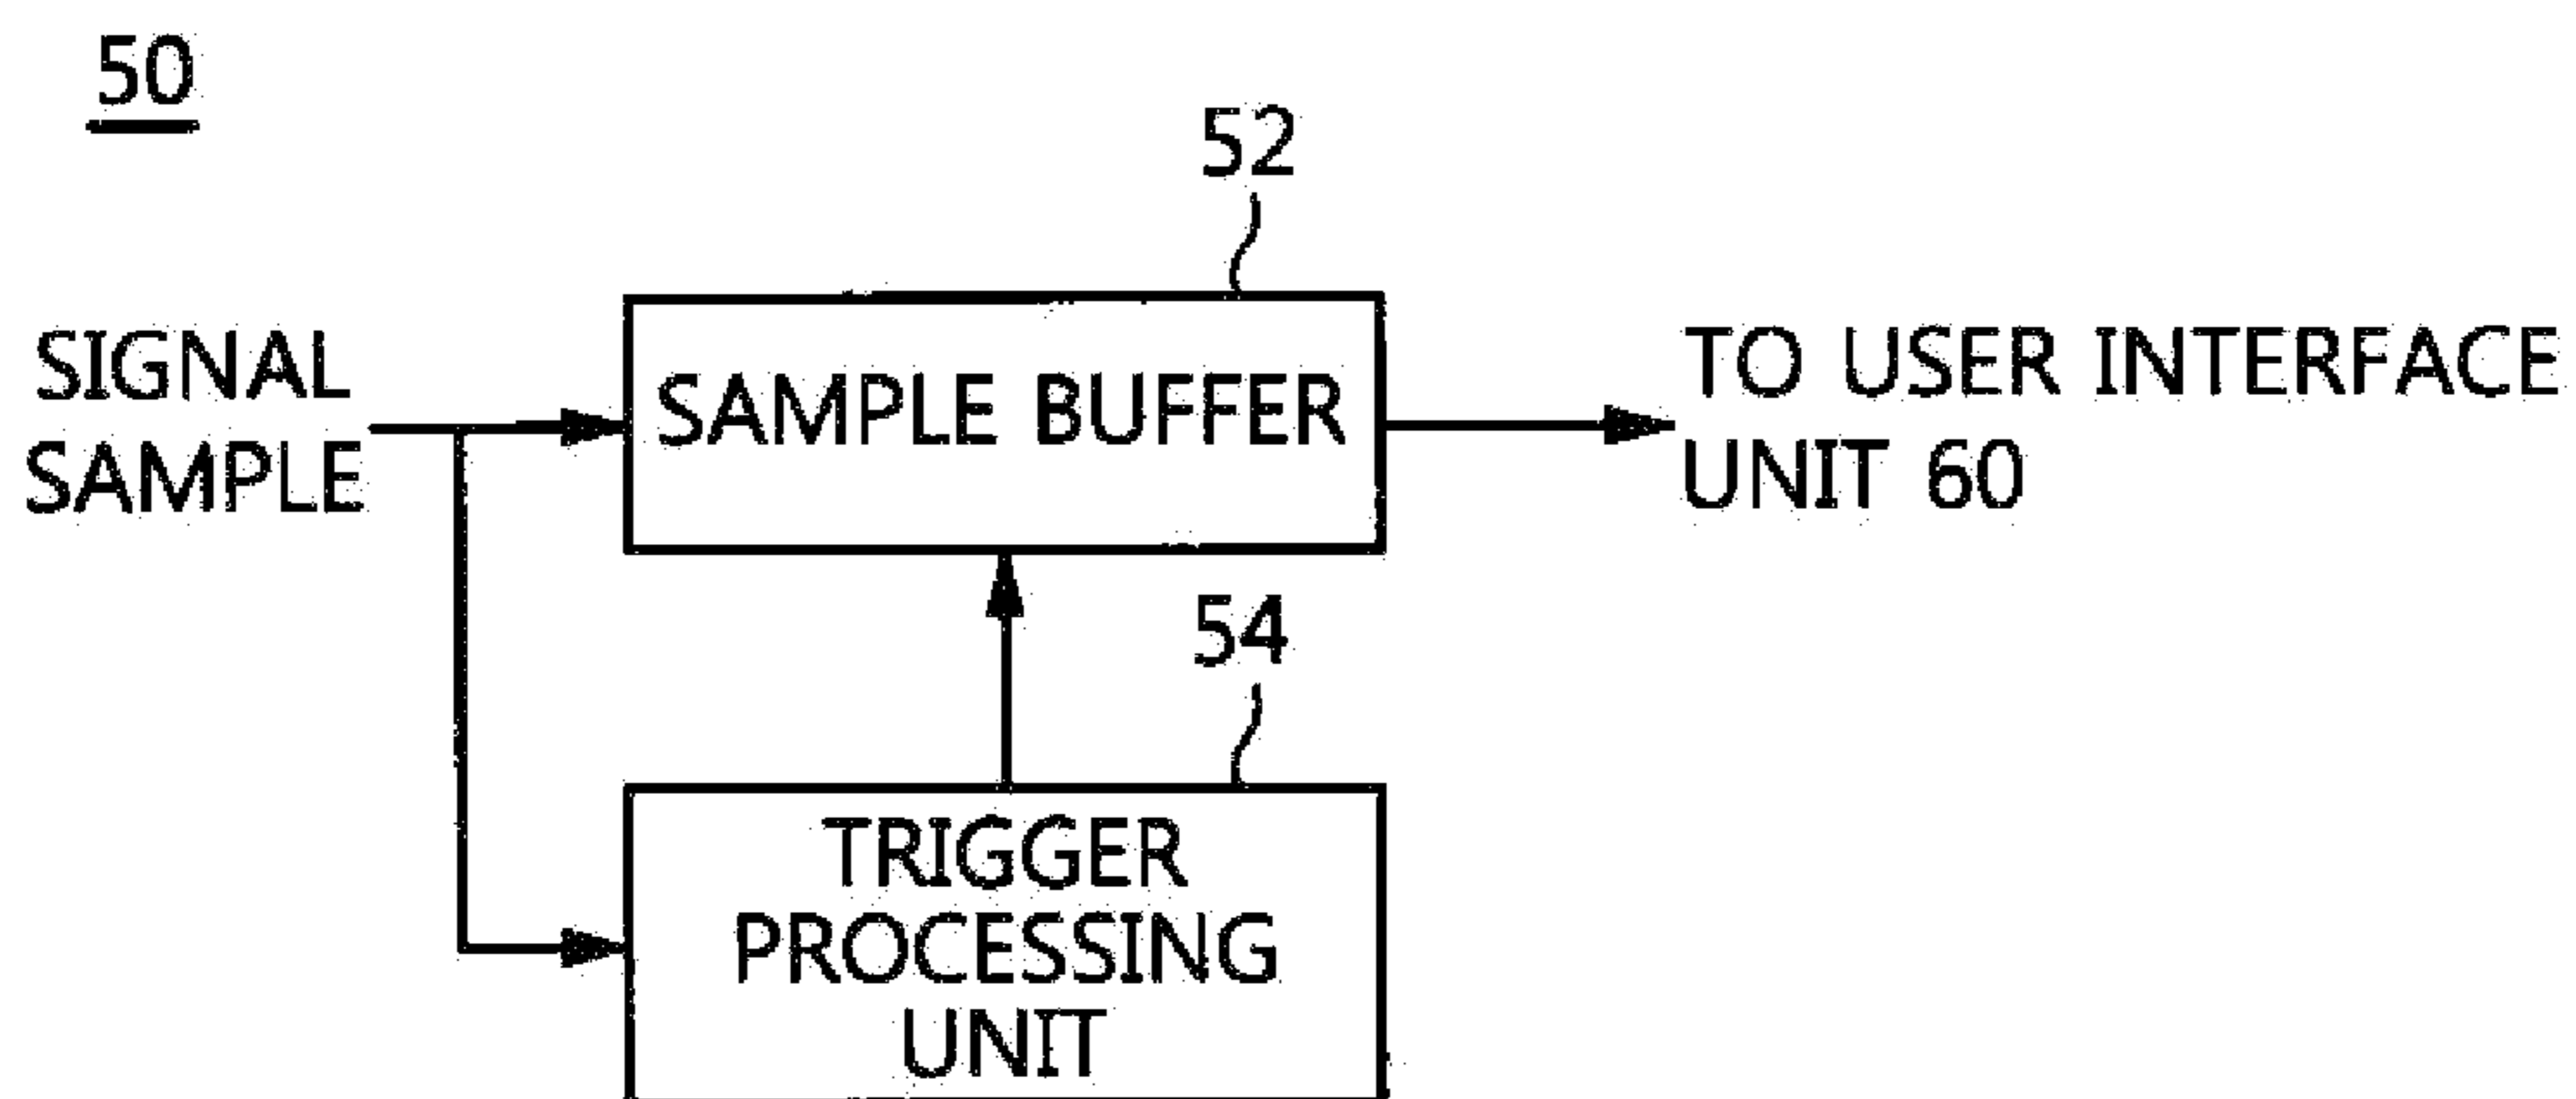 50
52
SIGNAL
SAMPLE
SAMPLE BUFFER
TO USER INTERFACE
UNIT 60
54
TRIGGER
PROCESSING
UNIT